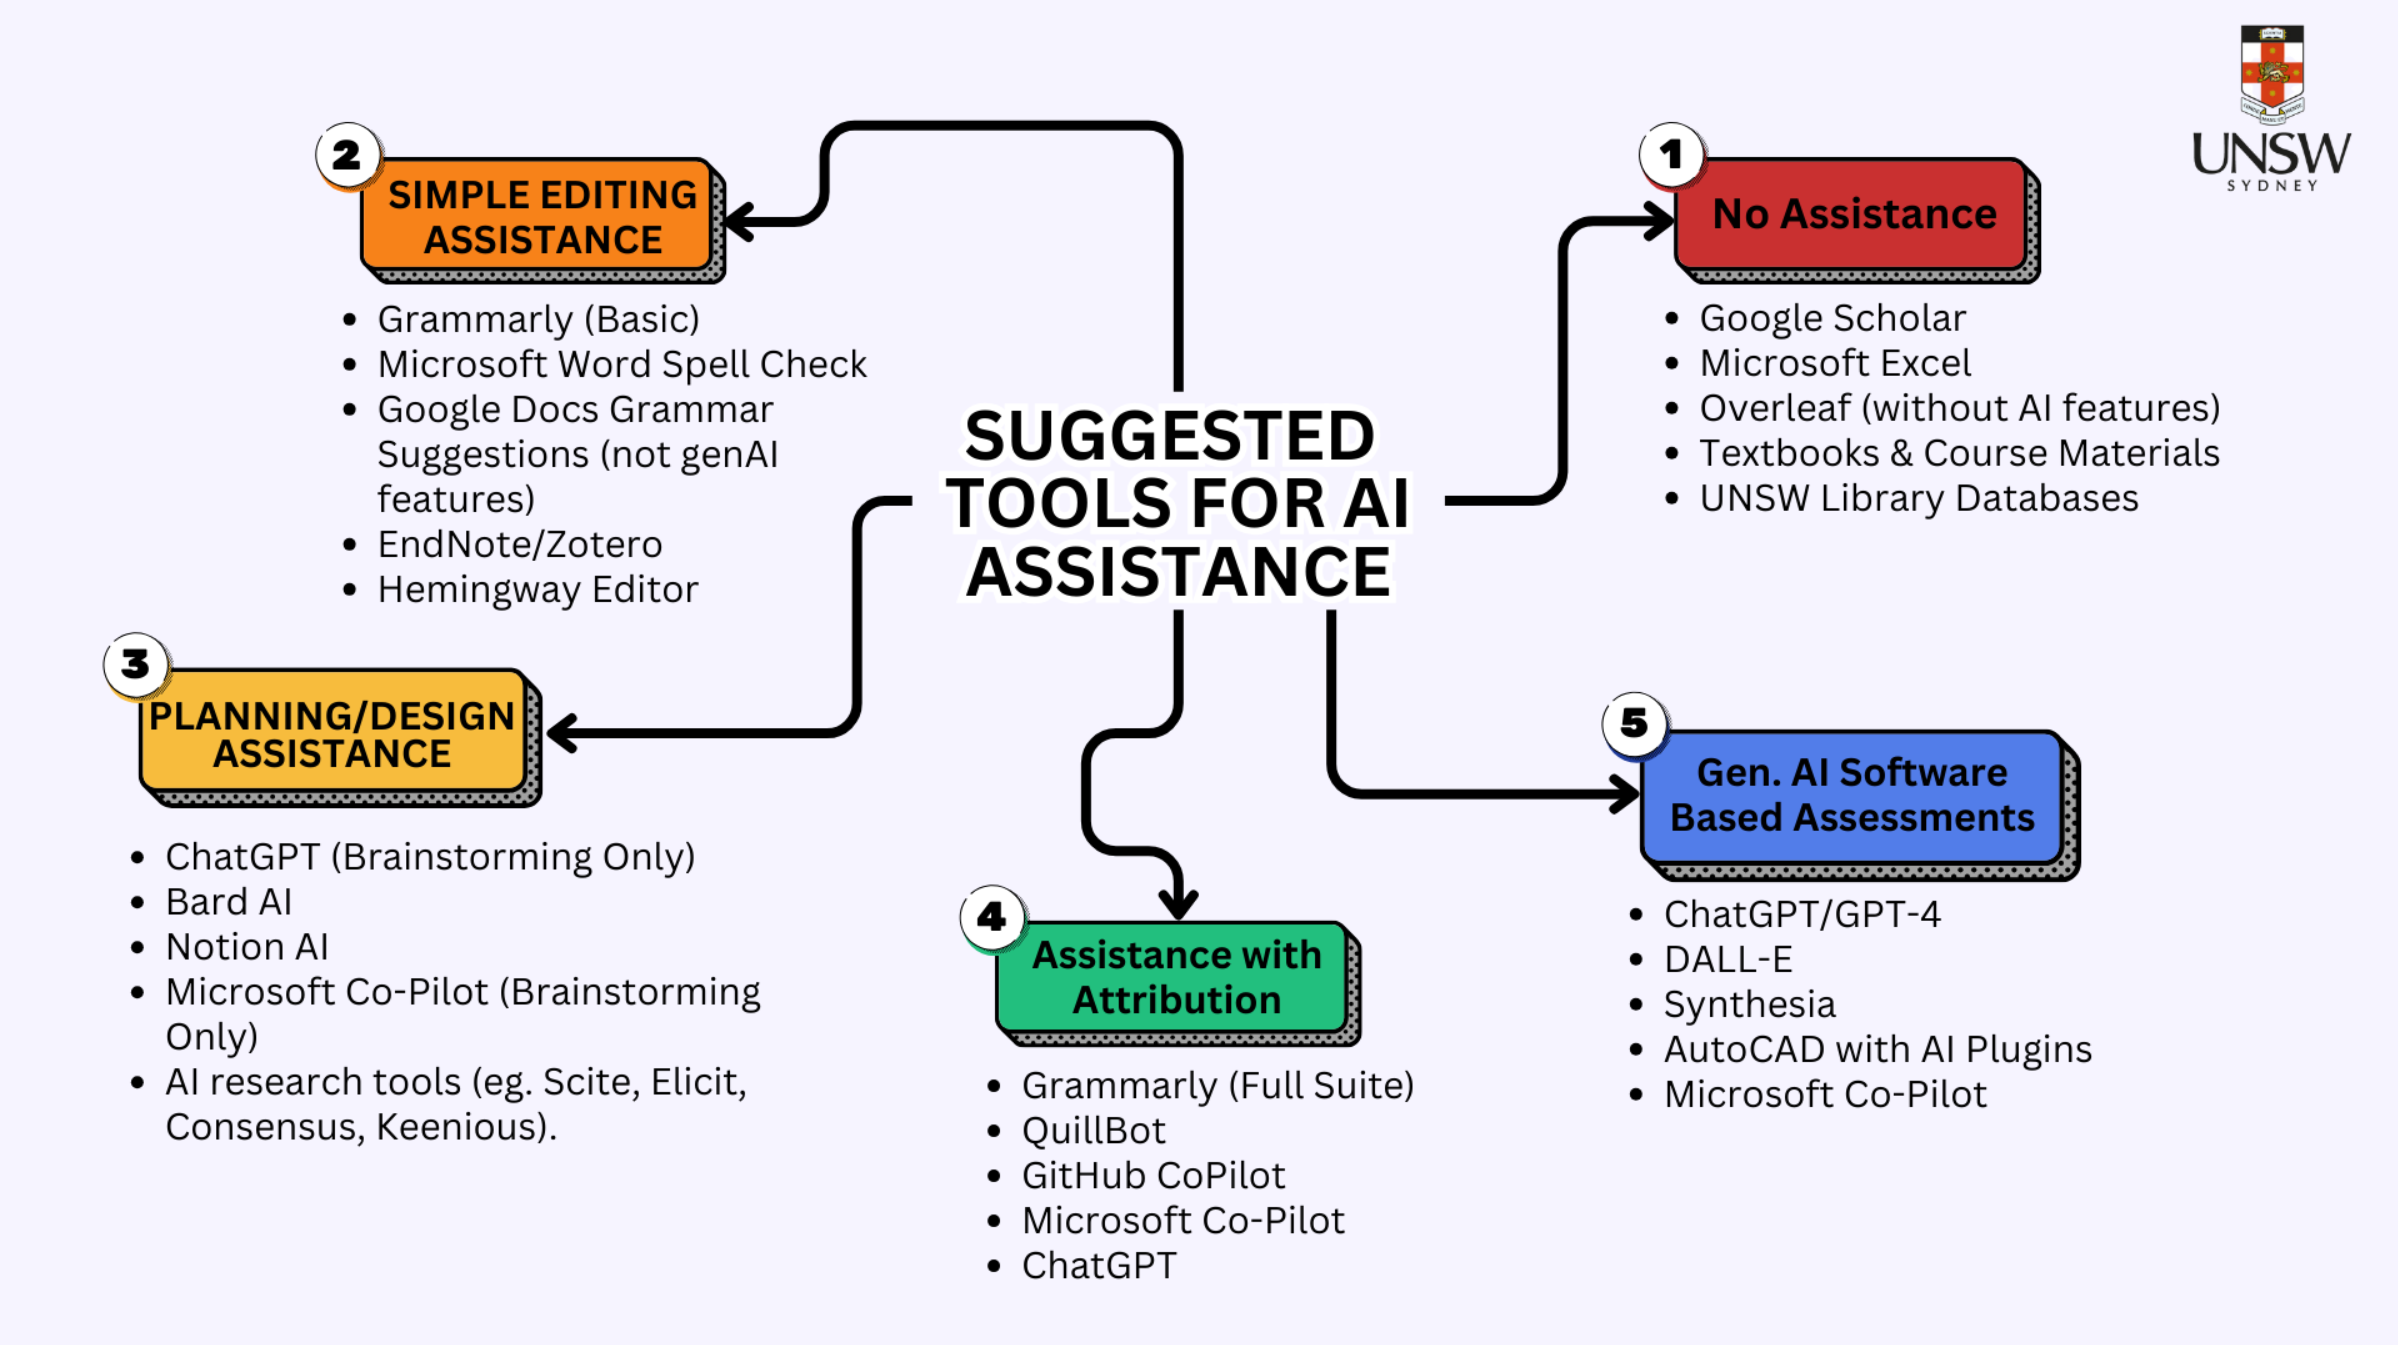 UNSW
SYDNEY
SUGGESTED
TOOLS FOR AI
ASSISTANCE
1
No Assistance
• Google Scholar
• Microsoft Excel
• Overleaf (without AI features)
• Textbooks & Course Materials
• UNSW Library Databases
2
SIMPLE EDITING
ASSISTANCE
• Grammarly (Basic)
• Microsoft Word Spell Check
• Google Docs Grammar
Suggestions (not genAI
features)
• EndNote/Zotero
• Hemingway Editor
3
PLANNING/DESIGN
ASSISTANCE
• ChatGPT (Brainstorming Only)
• Bard AI
• Notion AI
• Microsoft Co-Pilot (Brainstorming
Only)
• AI research tools (eg. Scite, Elicit,
Consensus, Keenious).
4
Assistance with
Attribution
• Grammarly (Full Suite)
• QuillBot
• GitHub CoPilot
• Microsoft Co-Pilot
• ChatGPT
5
Gen. AI Software
Based Assessments
• ChatGPT/GPT-4
• DALL-E
• Synthesia
• AutoCAD with AI Plugins
• Microsoft Co-Pilot